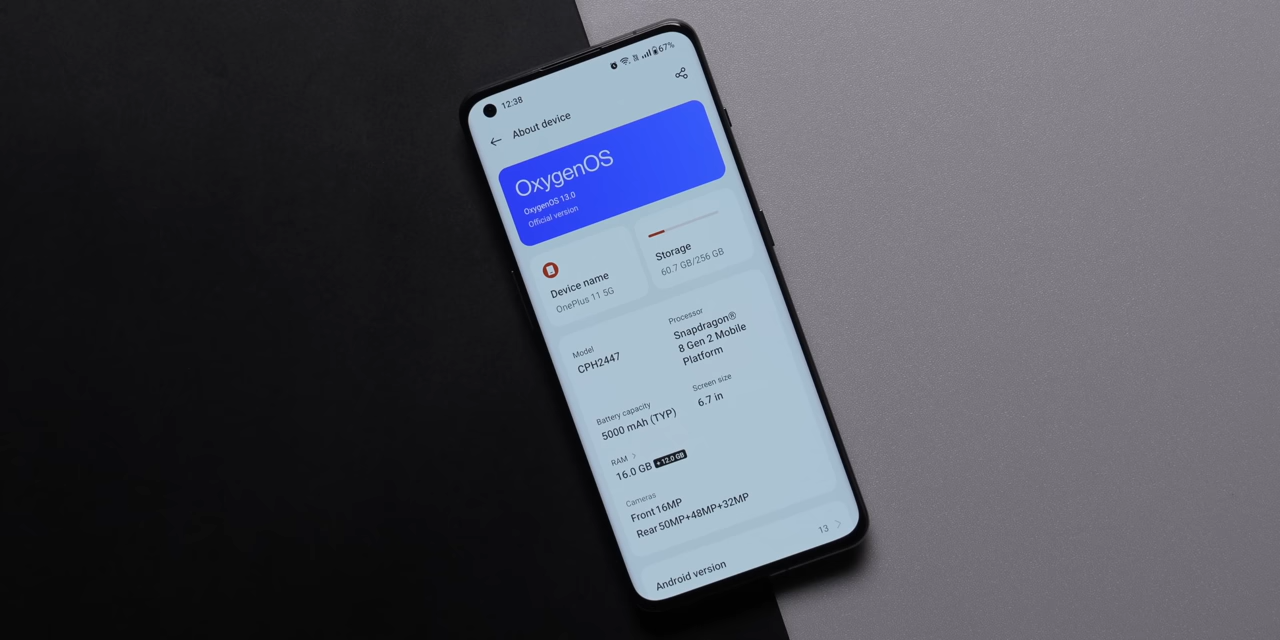 12:38
67%
About device
OxygenOS
OxygenOS 13.0
Official version
Device name
OnePlus 11 5G
Storage
60.7 GB/256 GB
Model
CPH2447
Processor
Snapdragon®
8 Gen 2 Mobile
Platform
Battery capacity
5000 mAh (TYP)
Screen size
6.7 in
RAM
16.0 GB + 12.0 GB
Cameras
Front 16MP
Rear 50MP+48MP+32MP
Android version
13